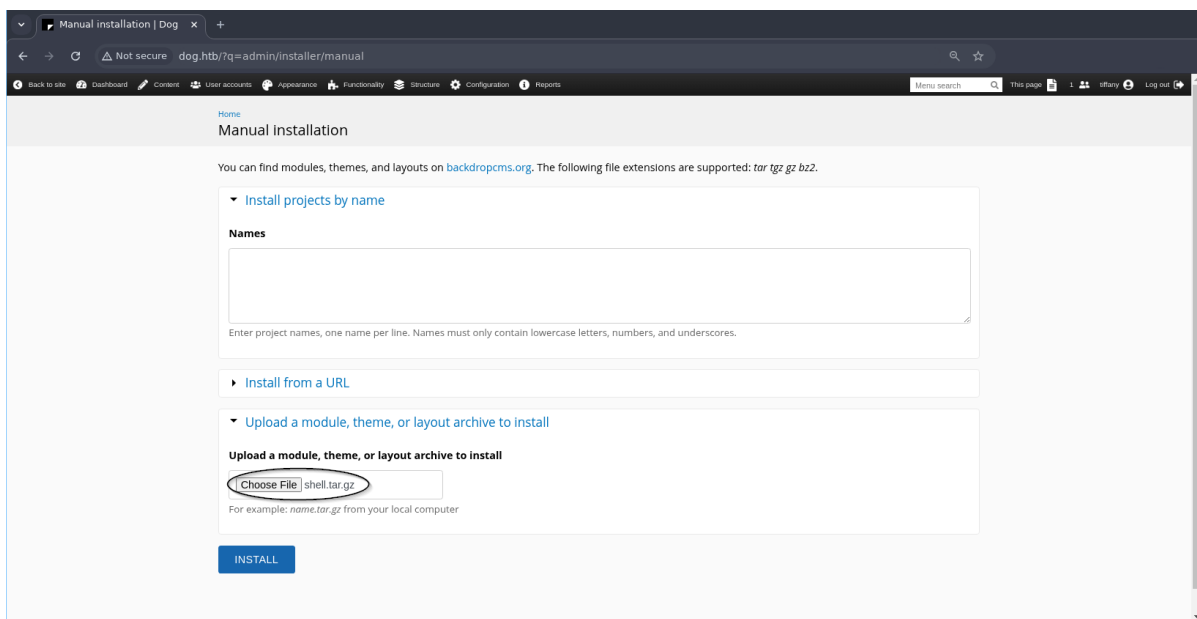 Manual installation | Dog
Not secure dog.htb/?q=admin/installer/manual
Back to site Dashboard Content User accounts Appearance Functionality Structure Configuration Reports Menu search This page 1 tiffany Log out
Home
Manual installation
You can find modules, themes, and layouts on backdropcms.org. The following file extensions are supported: tar tgz gz bz2.
Install projects by name
Names
Enter project names, one name per line. Names must only contain lowercase letters, numbers, and underscores.
Install from a URL
Upload a module, theme, or layout archive to install
Upload a module, theme, or layout archive to install
Choose File shell.tar.gz
For example: name.tar.gz from your local computer
INSTALL